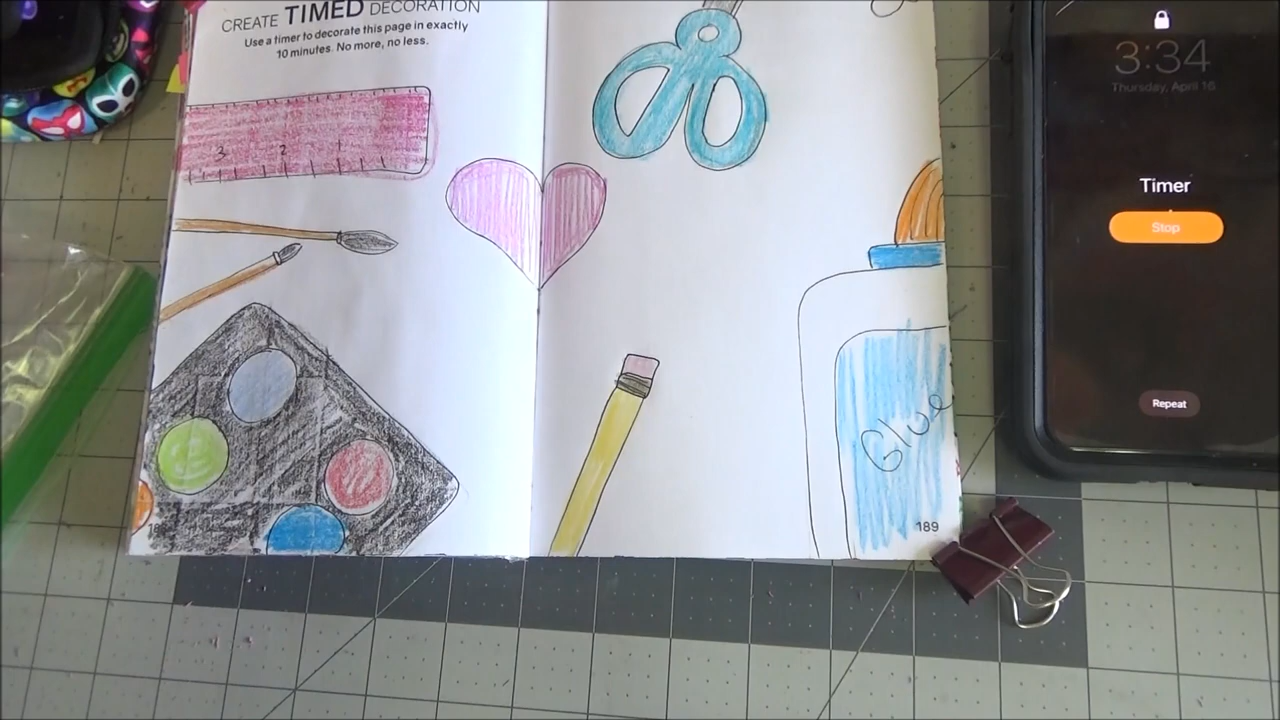 CREATE TIMED DECORATION
Use a timer to decorate this page in exactly
10 minutes. No more, no less.
3 2 1
Glue
189
3:34
Thursday, April 16
Timer
Stop
Repeat